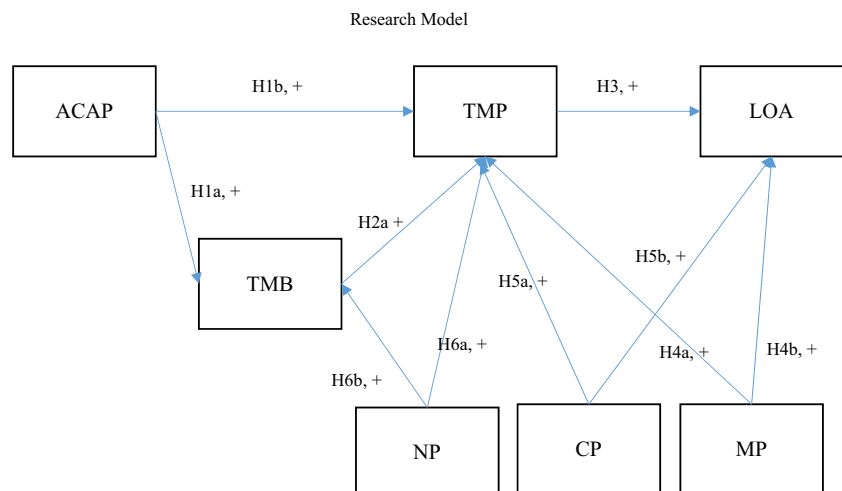 Research Model
ACAP
H1b, +
TMP
H3, +
LOA
H1a, +
H2a +
TMB
H5b, +
H5a, +
H6a, +
H4a, +
H4b, +
H6b, +
NP
CP
MP